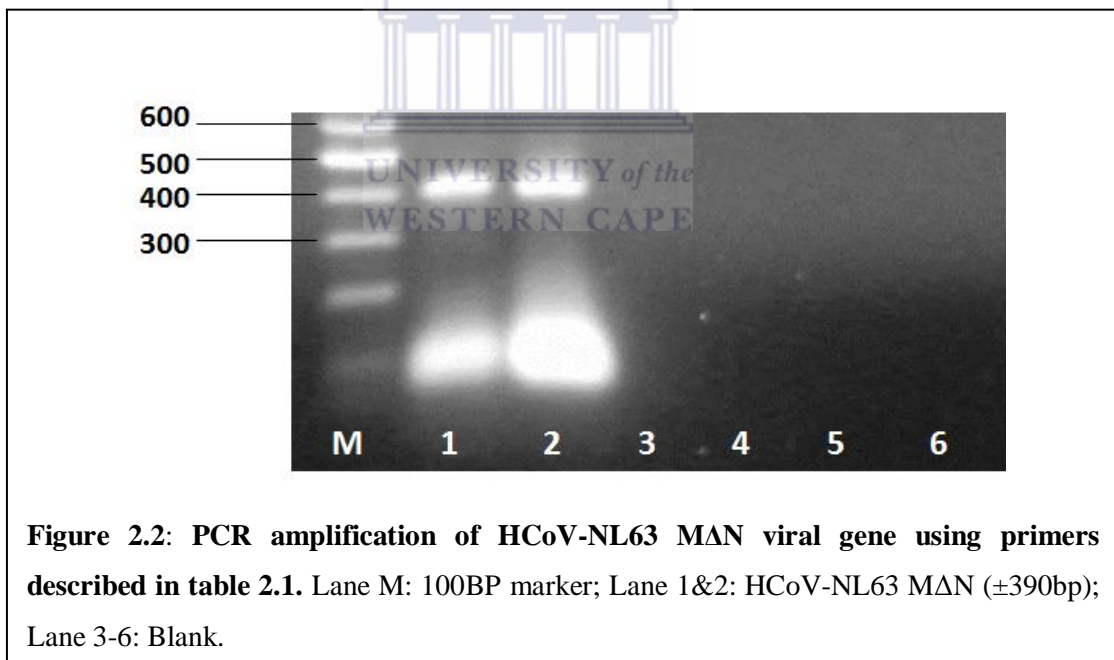 600
500
400
300
UNIVERSITY of the
WESTERN CAPE
M 1 2 3 4 5 6
Figure 2.2: PCR amplification of HCoV-NL63 MΔN viral gene using primers
described in table 2.1. Lane M: 100BP marker; Lane 1&2: HCoV-NL63 MΔN (±390bp);
Lane 3-6: Blank.